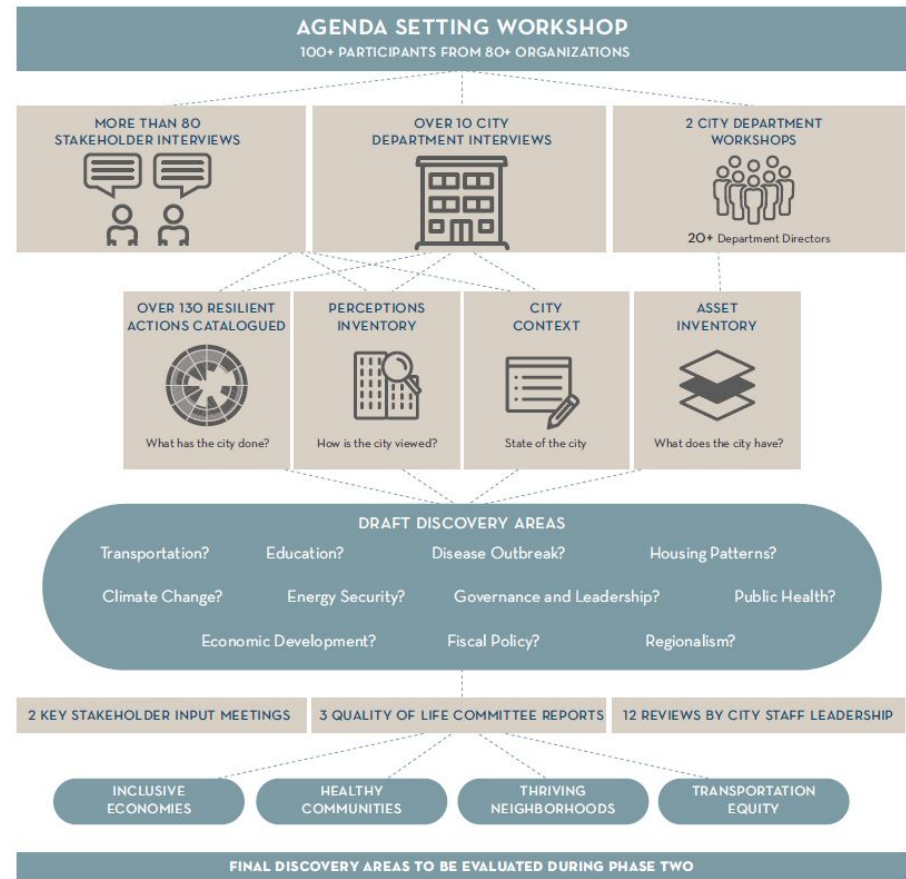 AGENDA SETTING WORKSHOP
100+ PARTICIPANTS FROM 80+ ORGANIZATIONS
MORE THAN 80
STAKEHOLDER INTERVIEWS
OVER 10 CITY
DEPARTMENT INTERVIEWS
2 CITY DEPARTMENT
WORKSHOPS
20+ Department Directors
OVER 130 RESILIENT
ACTIONS CATALOGUED
What has the city done?
PERCEPTIONS
INVENTORY
How is the city viewed?
CITY
CONTEXT
State of the city
ASSET
INVENTORY
What does the city have?
DRAFT DISCOVERY AREAS
Transportation? Education? Disease Outbreak? Housing Patterns?
Climate Change? Energy Security? Governance and Leadership? Public Health?
Economic Development? Fiscal Policy? Regionalism?
2 KEY STAKEHOLDER INPUT MEETINGS
3 QUALITY OF LIFE COMMITTEE REPORTS
12 REVIEWS BY CITY STAFF LEADERSHIP
INCLUSIVE
ECONOMIES
HEALTHY
COMMUNITIES
THRIVING
NEIGHBORHOODS
TRANSPORTATION
EQUITY
FINAL DISCOVERY AREAS TO BE EVALUATED DURING PHASE TWO